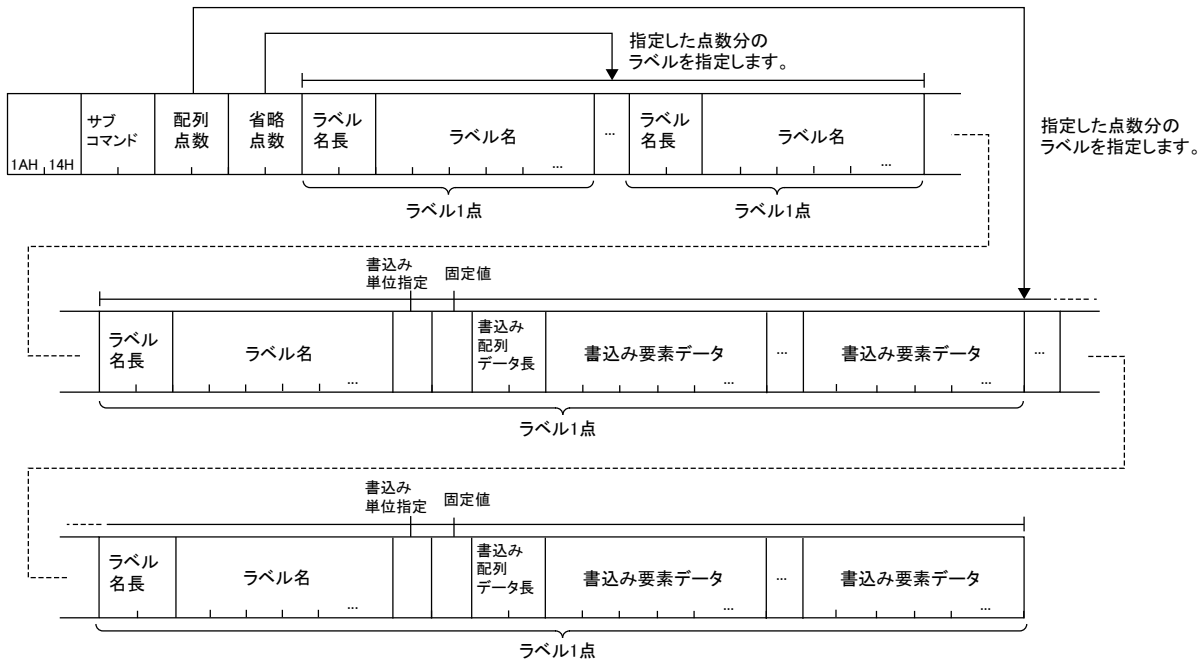 指定した点数分の
ラベルを指定します。
1AH 14H
サブ
コマンド
配列
点数
省略
点数
ラベル
名長
ラベル名
...
...
ラベル
名長
ラベル名
...
指定した点数分の
ラベルを指定します。
ラベル1点
ラベル1点
書込み
単位指定
固定値
ラベル
名長
ラベル名
...
書込み
配列
データ長
書込み要素データ
...
...
書込み要素データ
...
...
ラベル1点
書込み
単位指定
固定値
ラベル
名長
ラベル名
...
書込み
配列
データ長
書込み要素データ
...
...
書込み要素データ
...
ラベル1点